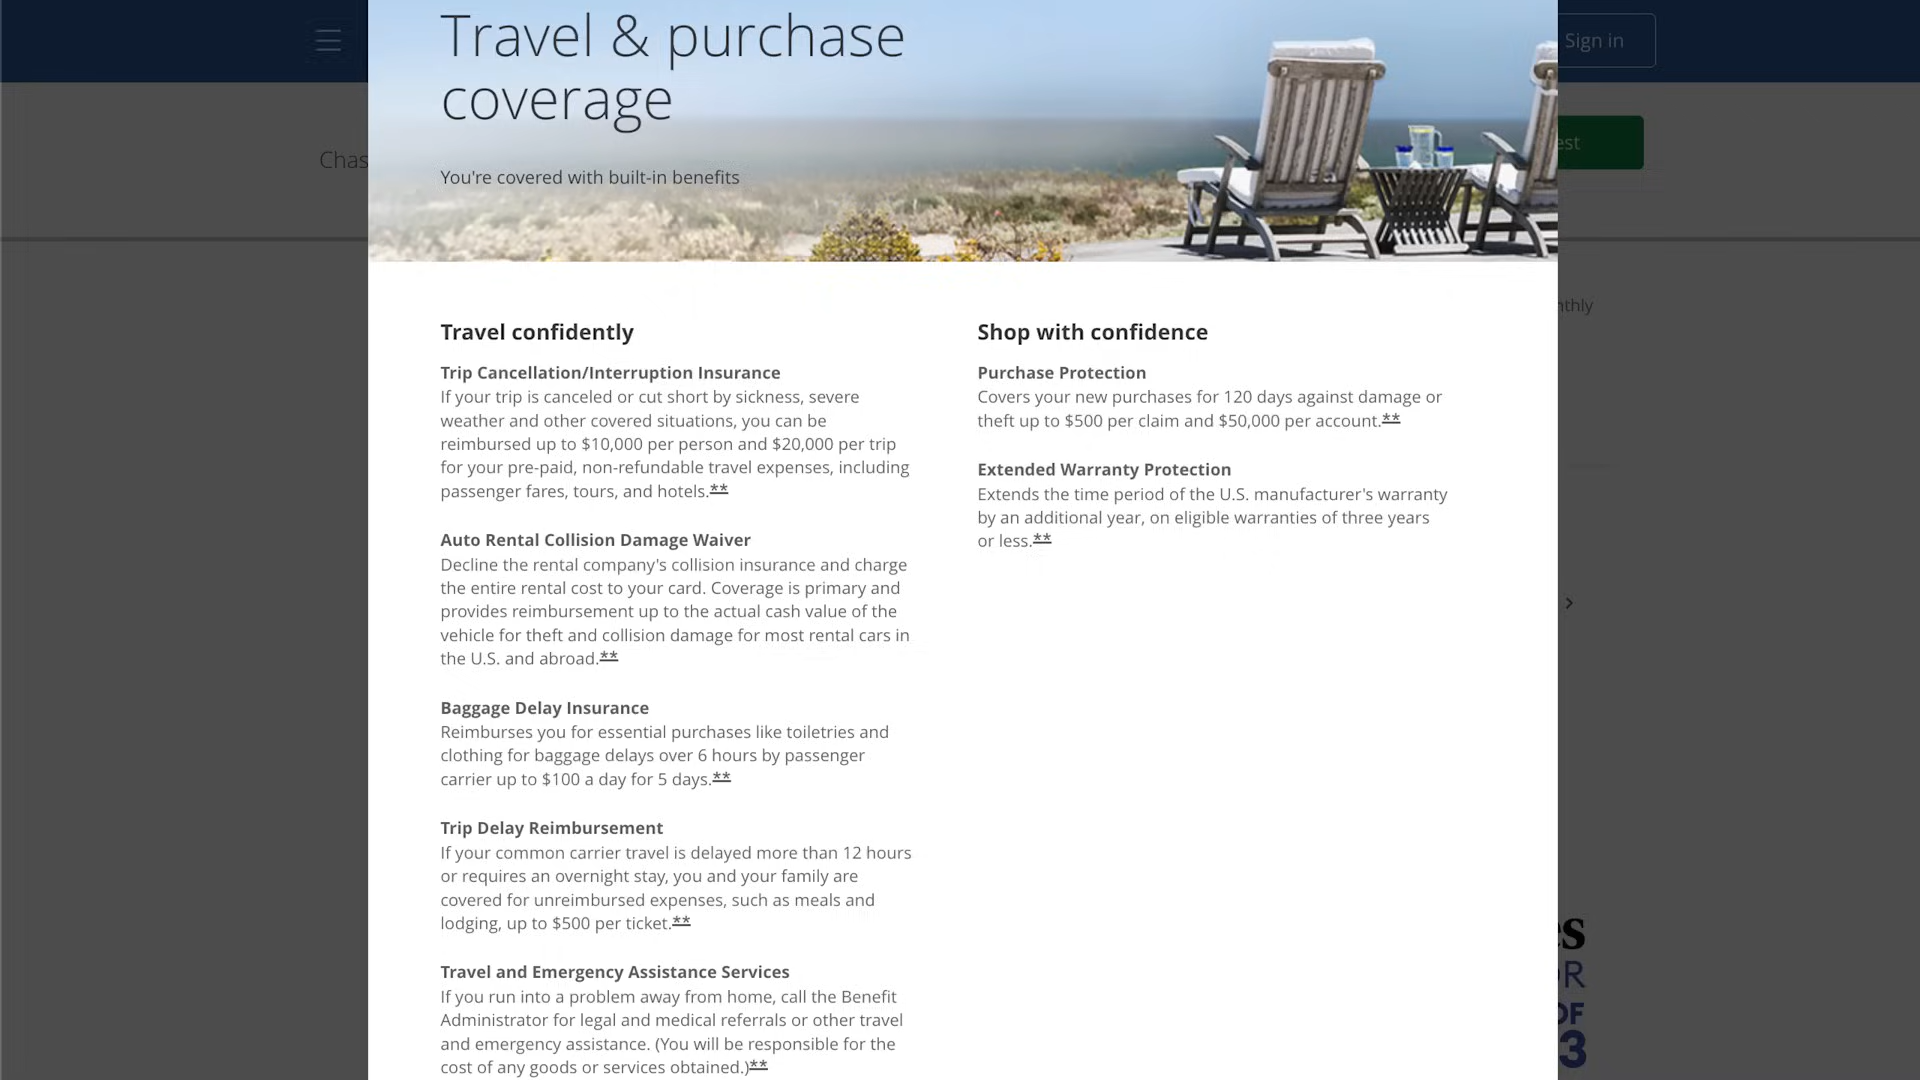 Travel & purchase
coverage
You're covered with built-in benefits
Sign in
Chas
est
nthly
Travel confidently
Trip Cancellation/Interruption Insurance
If your trip is canceled or cut short by sickness, severe
weather and other covered situations, you can be
reimbursed up to $10,000 per person and $20,000 per trip
for your pre-paid, non-refundable travel expenses, including
passenger fares, tours, and hotels.**
Auto Rental Collision Damage Waiver
Decline the rental company's collision insurance and charge
the entire rental cost to your card. Coverage is primary and
provides reimbursement up to the actual cash value of the
vehicle for theft and collision damage for most rental cars in
the U.S. and abroad.**
Baggage Delay Insurance
Reimburses you for essential purchases like toiletries and
clothing for baggage delays over 6 hours by passenger
carrier up to $100 a day for 5 days.**
Trip Delay Reimbursement
If your common carrier travel is delayed more than 12 hours
or requires an overnight stay, you and your family are
covered for unreimbursed expenses, such as meals and
lodging, up to $500 per ticket.**
Travel and Emergency Assistance Services
If you run into a problem away from home, call the Benefit
Administrator for legal and medical referrals or other travel
and emergency assistance. (You will be responsible for the
cost of any goods or services obtained.)**
Shop with confidence
Purchase Protection
Covers your new purchases for 120 days against damage or
theft up to $500 per claim and $50,000 per account.**
Extended Warranty Protection
Extends the time period of the U.S. manufacturer's warranty
by an additional year, on eligible warranties of three years
or less.**
es
OR
OF
3